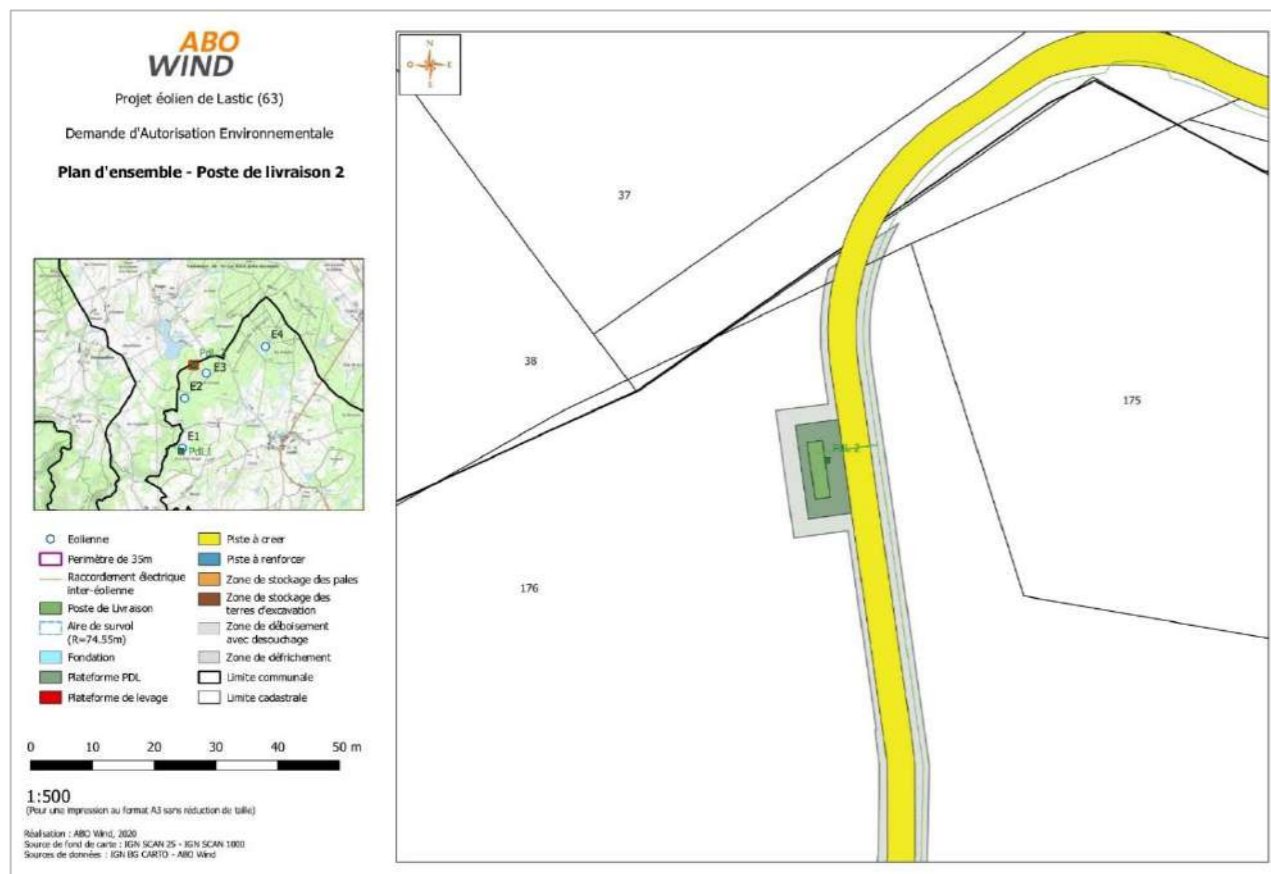 ABO
WIND
Projet éolien de Lastic (63)
Demande d'Autorisation Environnementale
Plan d'ensemble - Poste de livraison 2
E4
E3
E2
E1
PdL1
Eolienne
Perimètre de 35m
Raccordement électrique
inter-éolienne
Poste de Livraison
Aire de survol
(R=74.55m)
Fondation
Plateforme PDL
Plateforme de levage
Piste à creer
Piste à renforcer
Zone de stockage des pales
Zone de stockage des
terres d'excavation
Zone de déboisement
avec desouchage
Zone de défrichement
Limite communale
Limite cadastrale
0 10 20 30 40 50 m
1:500
(Pour une impression au format A3 sans réduction de taille)
Réalisation : ABO Wind, 2020
Source de fond de carte : IGN SCAN 25 - IGN SCAN 1000
Sources de données : IGN BG CARTO - ABO Wind
N
O E
S
37
38
175
PdL 2
176